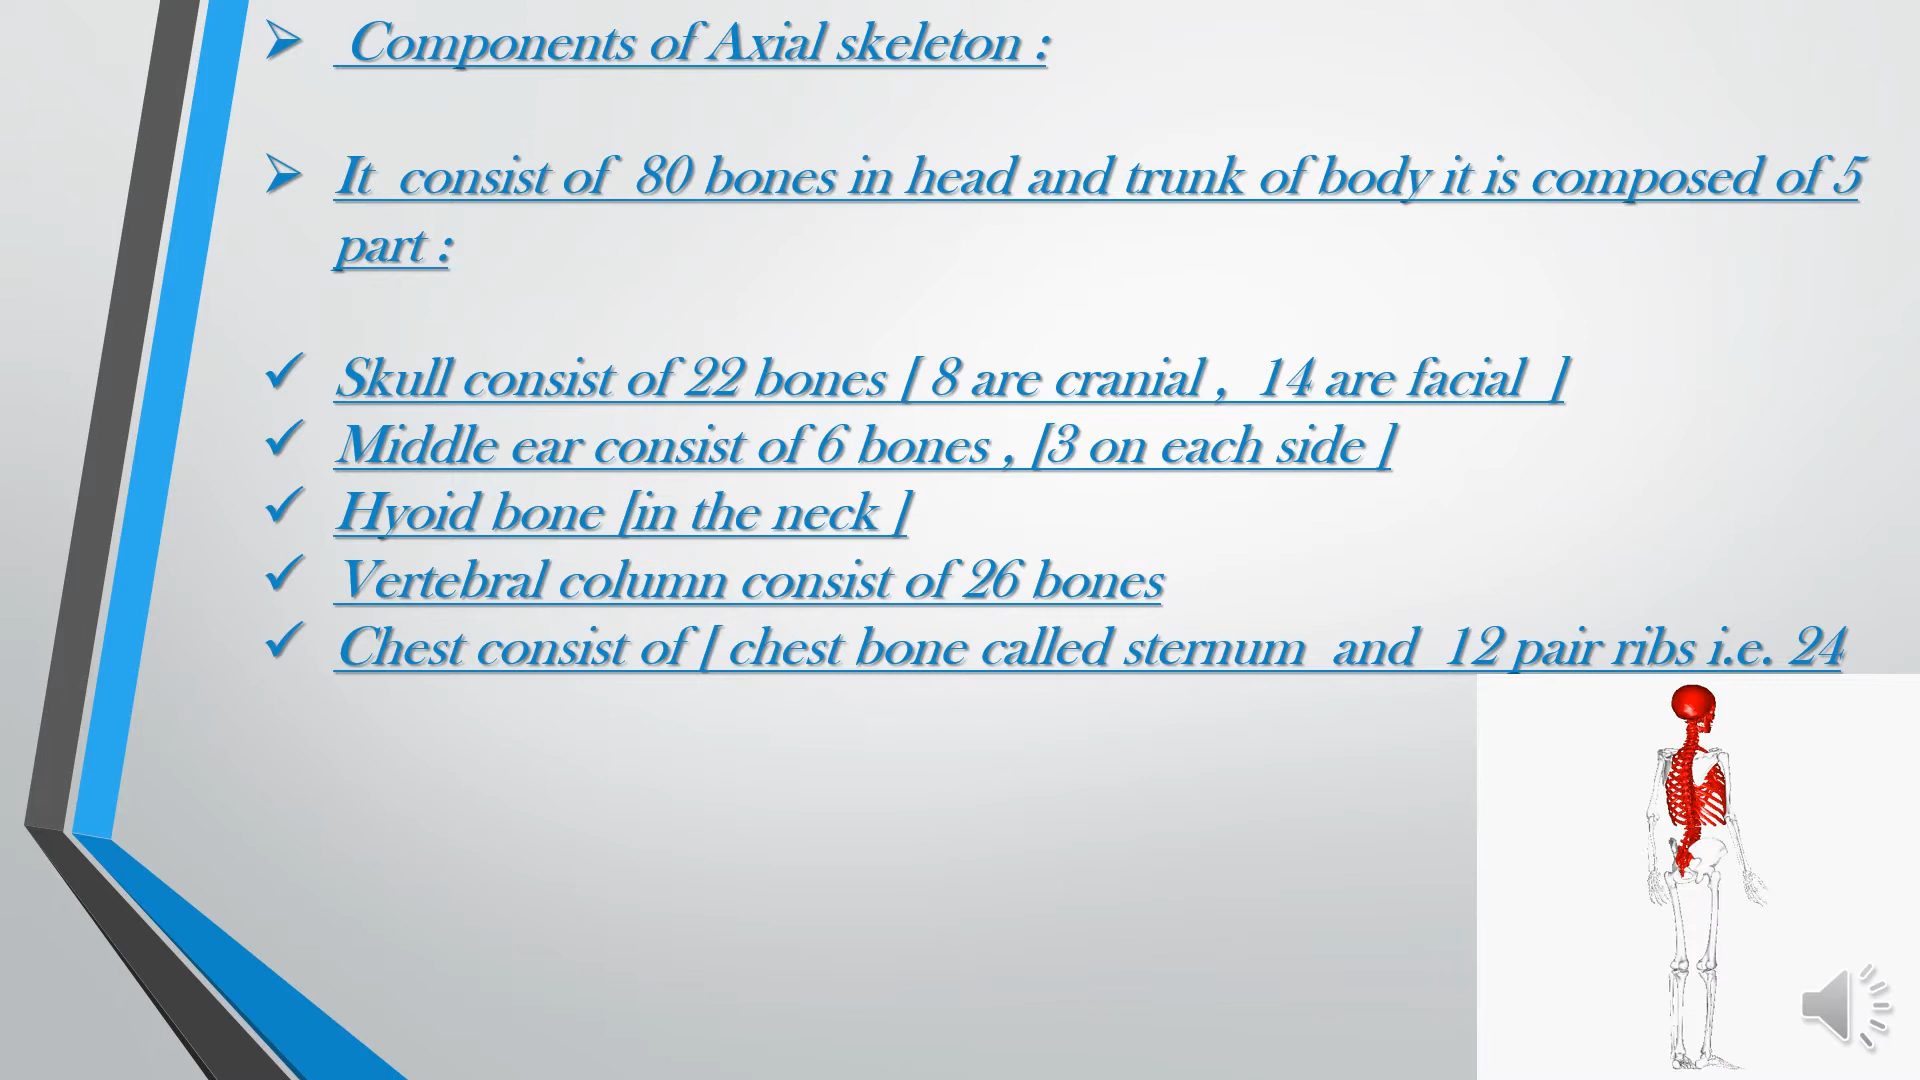 Components of Axial skeleton :
It consist of 80 bones in head and trunk of body it is composed of 5
part :
Skull consist of 22 bones [ 8 are cranial , 14 are facial ]
Middle ear consist of 6 bones , [3 on each side ]
Hyoid bone [in the neck ]
Vertebral column consist of 26 bones
Chest consist of [ chest bone called sternum and 12 pair ribs i.e. 24